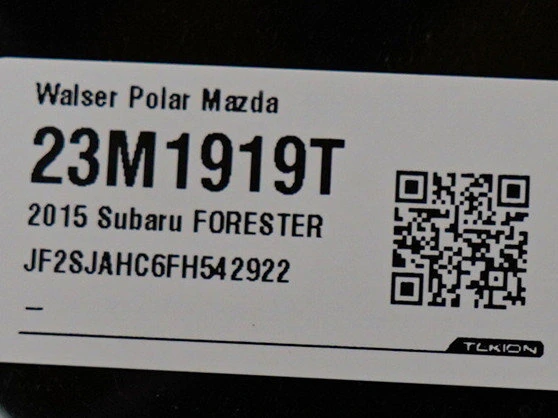 Walser Polar Mazda
23M1919T
2015 Subaru FORESTER
JF2SJAHC6FH542922
–
TEKION